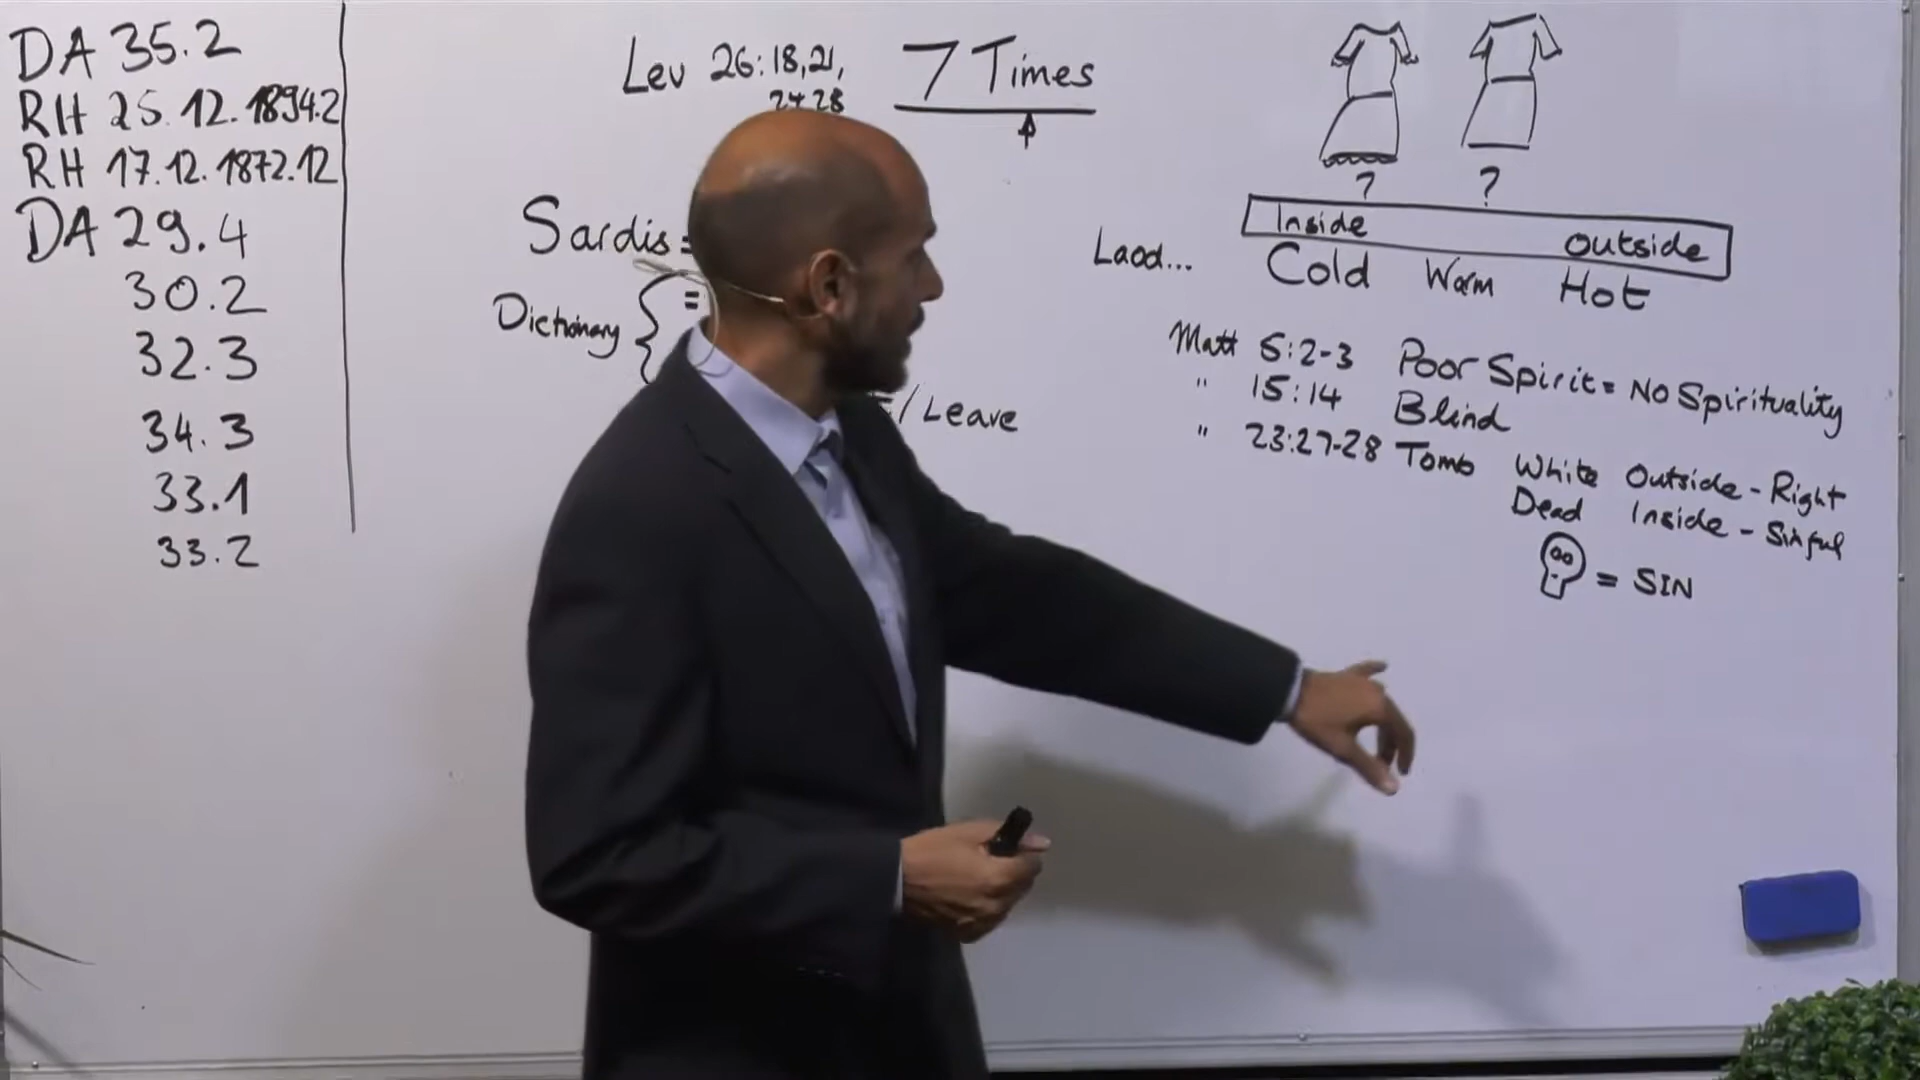 DA 35.2
RH 25.12.1894.2
RH 17.12.1872.12
DA 29.4
30.2
32.3
34.3
33.1
33.2
Lev 26:18,21,
24 28
7 Times
Sardis =
Dictionary { =
/ Leave
? ?
Inside Outside
Laod... Cold Warm Hot
Matt 5:2-3 Poor Spirit = No Spirituality
" 15:14 Blind
" 23:27-28 Tomb White Outside - Right
Dead Inside - Sinful
= SIN